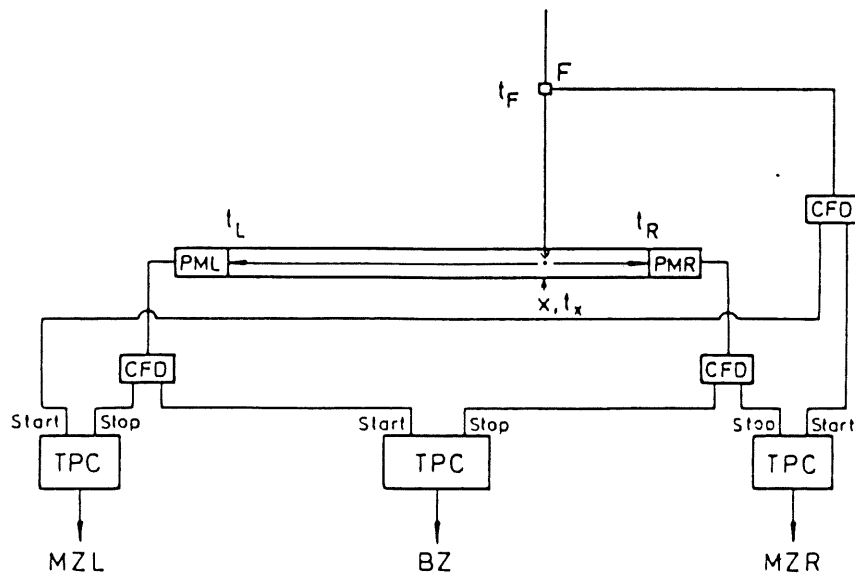 F
t_F
CFD
t_L
t_R
PML
PMR
x, t_x
CFD
CFD
Start
Stop
Start
Stop
Stop
Start
TPC
TPC
TPC
MZL
BZ
MZR